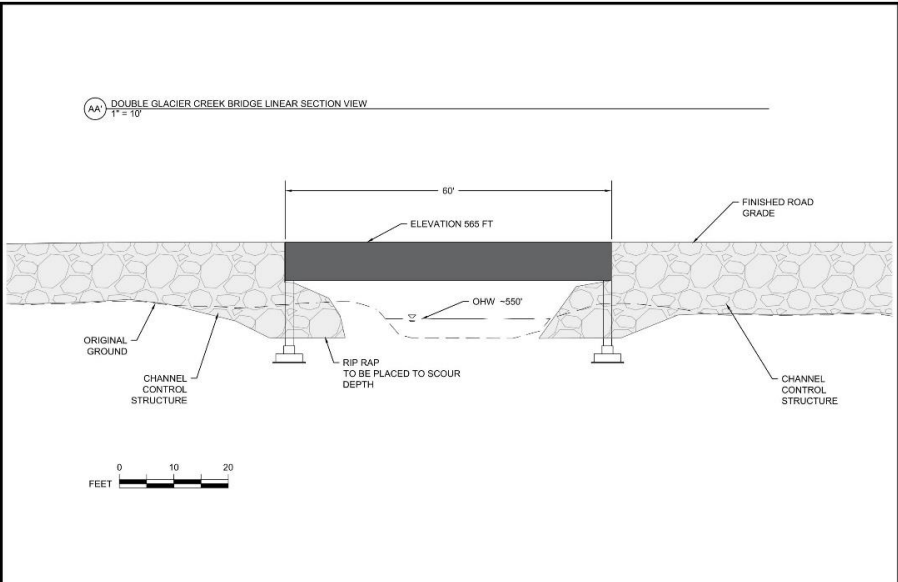 AA'
DOUBLE GLACIER CREEK BRIDGE LINEAR SECTION VIEW
1" = 10'
60'
FINISHED ROAD
GRADE
ELEVATION 565 FT
OHW ~550'
ORIGINAL
GROUND
RIP RAP
TO BE PLACED TO SCOUR
DEPTH
CHANNEL
CONTROL
STRUCTURE
CHANNEL
CONTROL
STRUCTURE
0 10 20
FEET